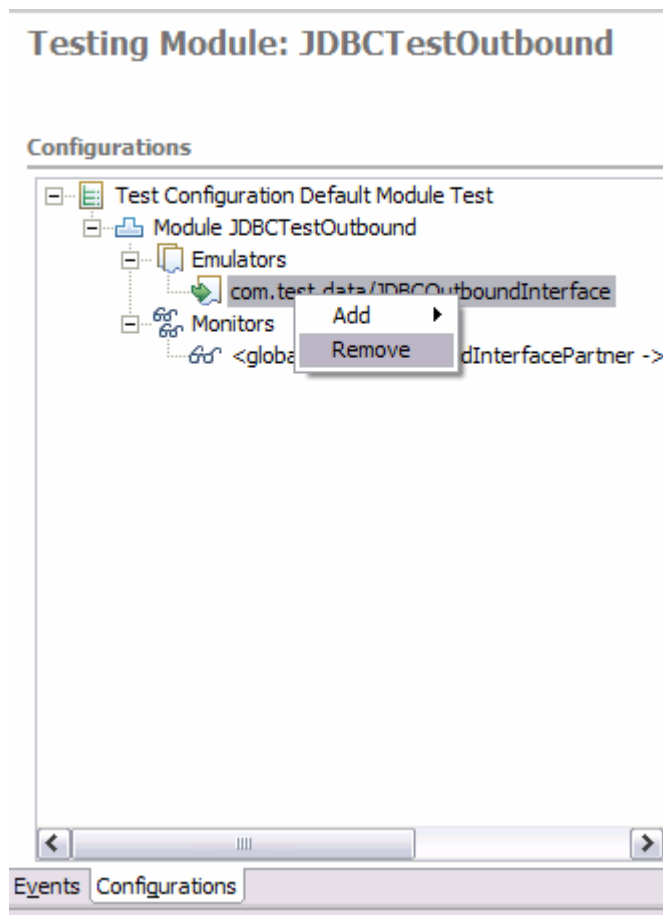 Testing Module: JDBCTestOutbound
Configurations
Test Configuration Default Module Test
Module JDBCTestOutbound
Emulators
com.test.data/JDBCOutboundInterface
Add
Monitors
Remove
<globa dInterfacePartner ->
Events Configurations